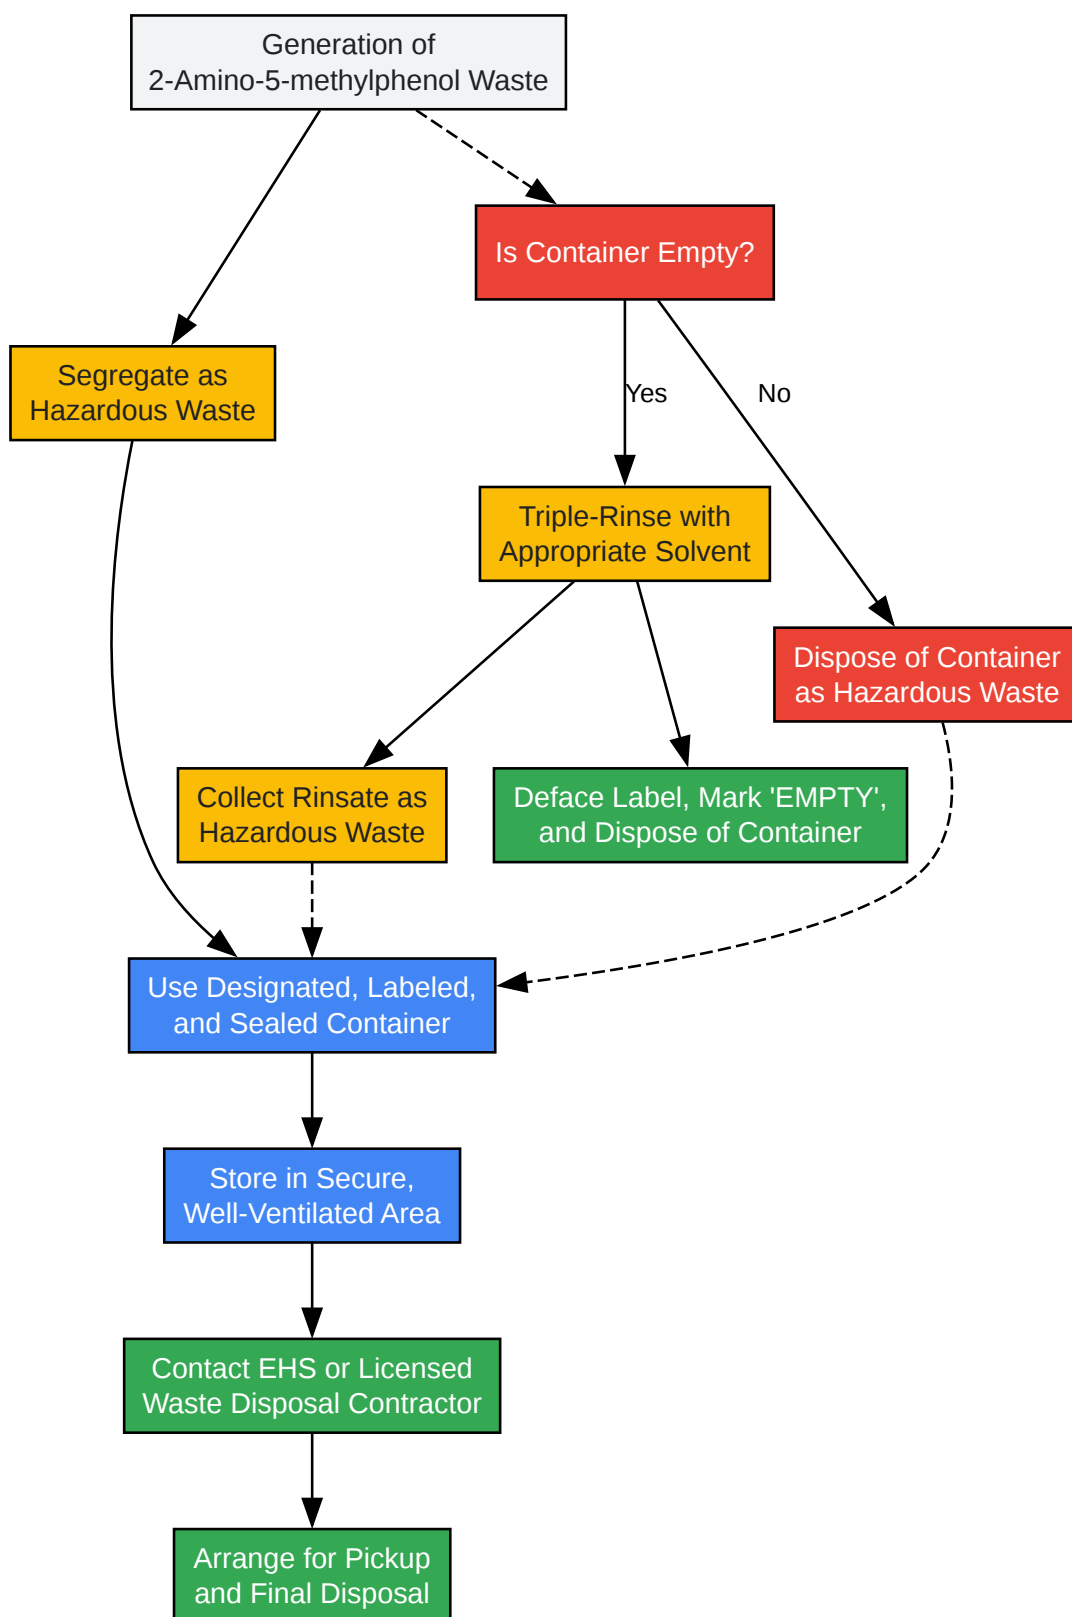 Generation of
2-Amino-5-methylphenol Waste
Is Container Empty?
Segregate as
Hazardous Waste
Yes
No
Triple-Rinse with
Appropriate Solvent
Dispose of Container
as Hazardous Waste
Collect Rinsate as
Hazardous Waste
Deface Label, Mark 'EMPTY',
and Dispose of Container
Use Designated, Labeled,
and Sealed Container
Store in Secure,
Well-Ventilated Area
Contact EHS or Licensed
Waste Disposal Contractor
Arrange for Pickup
and Final Disposal